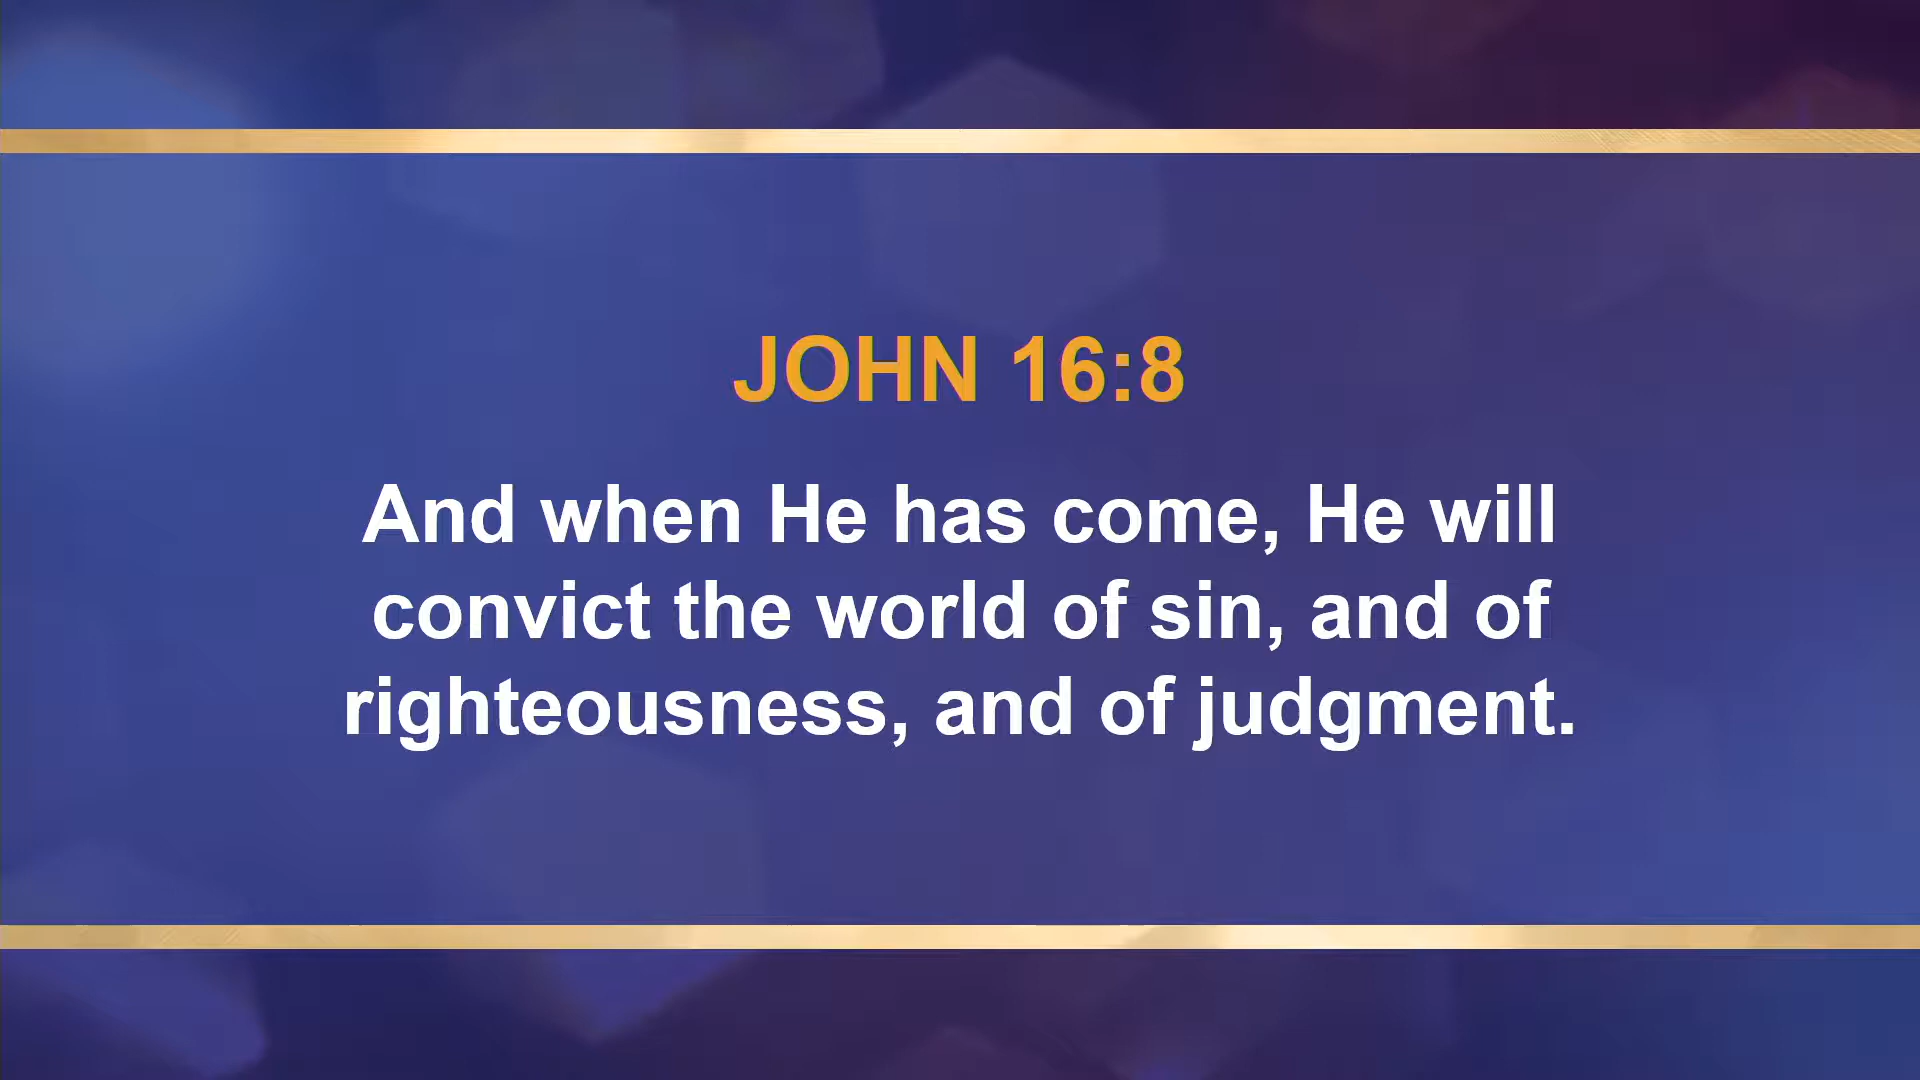 JOHN 16:8
And when He has come, He will
convict the world of sin, and of
righteousness, and of judgment.